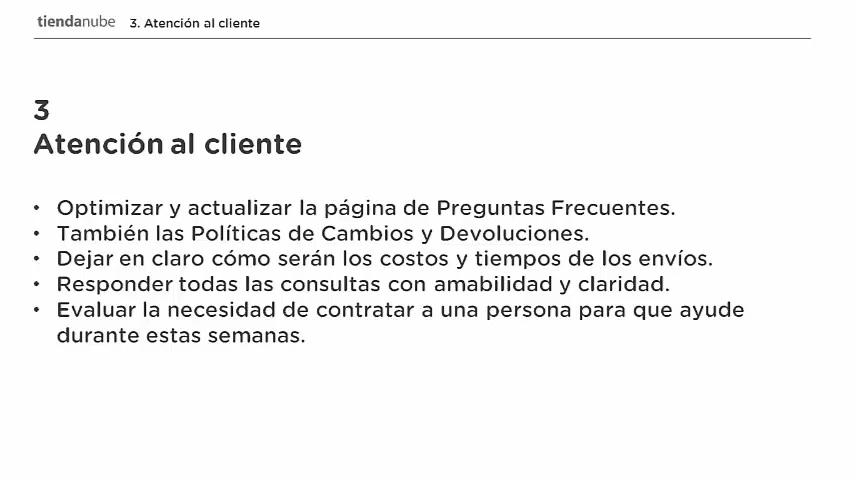 tiendanube 3. Atención al cliente
3
Atención al cliente
• Optimizar y actualizar la página de Preguntas Frecuentes.
• También las Políticas de Cambios y Devoluciones.
• Dejar en claro cómo serán los costos y tiempos de los envíos.
• Responder todas las consultas con amabilidad y claridad.
• Evaluar la necesidad de contratar a una persona para que ayude
durante estas semanas.